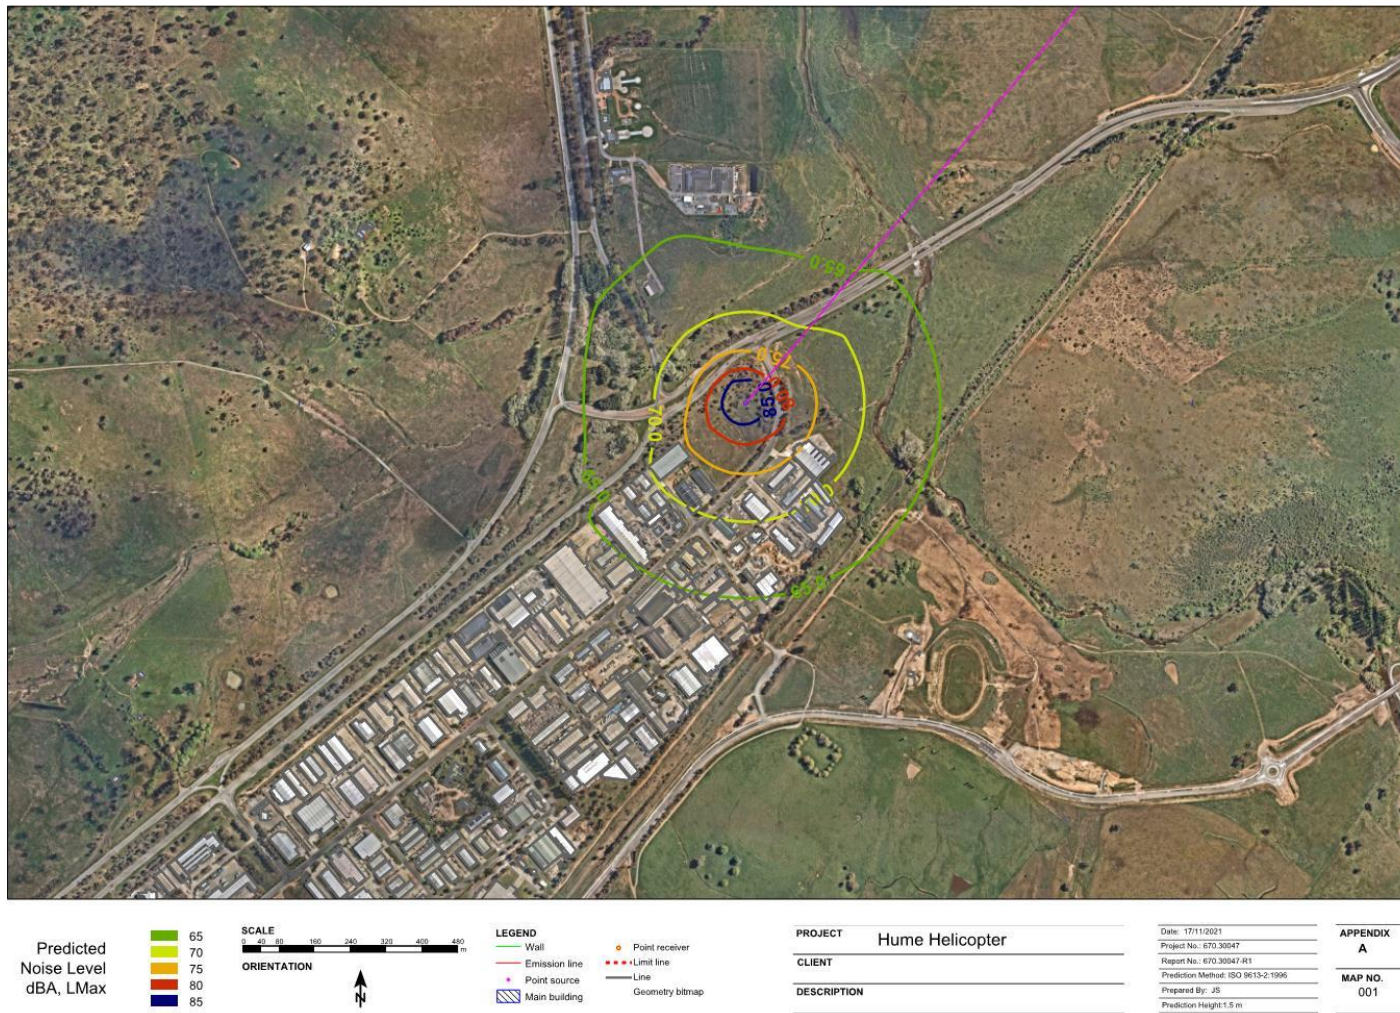 65.0
75.0
80.0
85.0
70.0
65.0
65.0
Predicted
Noise Level
dBA, LMax
65
70
75
80
85
SCALE
0 40 80 160 240 320 400 480
m
ORIENTATION
N
LEGEND
Wall
Emission line
Point source
Main building
Point receiver
Limit line
Line
Geometry bitmap
PROJECT Hume Helicopter
CLIENT
DESCRIPTION
Date: 17/11/2021
Project No.: 670.30047
Report No.: 670.30047-R1
Prediction Method: ISO 9613-2:1996
Prepared By: JS
Prediction Height:1.5 m
APPENDIX
A
MAP NO.
001